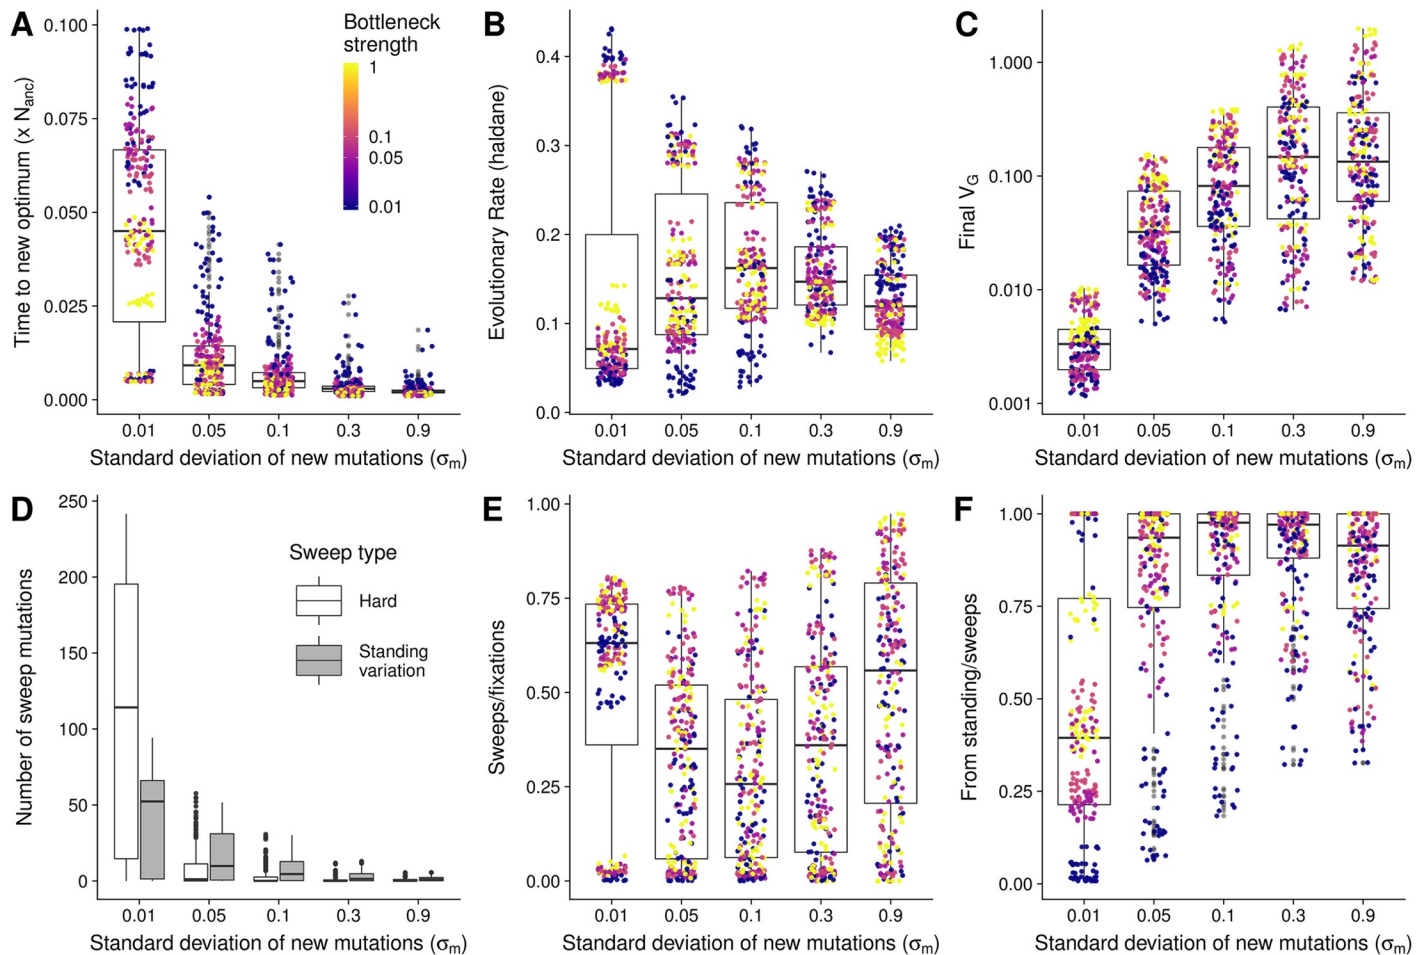 A
0.100
0.075
0.050
0.025
0.000
Time to new optimum (x Nanc)
Bottleneck
strength
1
0.1
0.05
0.01
0.01 0.05 0.1 0.3 0.9
Standard deviation of new mutations (σm)
B
0.4
0.3
0.2
0.1
0.0
Evolutionary Rate (haldane)
0.01 0.05 0.1 0.3 0.9
Standard deviation of new mutations (σm)
C
1.000
0.100
0.010
0.001
Final VG
0.01 0.05 0.1 0.3 0.9
Standard deviation of new mutations (σm)
D
250
200
150
100
50
0
Number of sweep mutations
Sweep type
Hard
Standing
variation
0.01 0.05 0.1 0.3 0.9
Standard deviation of new mutations (σm)
E
1.00
0.75
0.50
0.25
0.00
Sweeps/fixations
0.01 0.05 0.1 0.3 0.9
Standard deviation of new mutations (σm)
F
1.00
0.75
0.50
0.25
0.00
From standing/sweeps
0.01 0.05 0.1 0.3 0.9
Standard deviation of new mutations (σm)